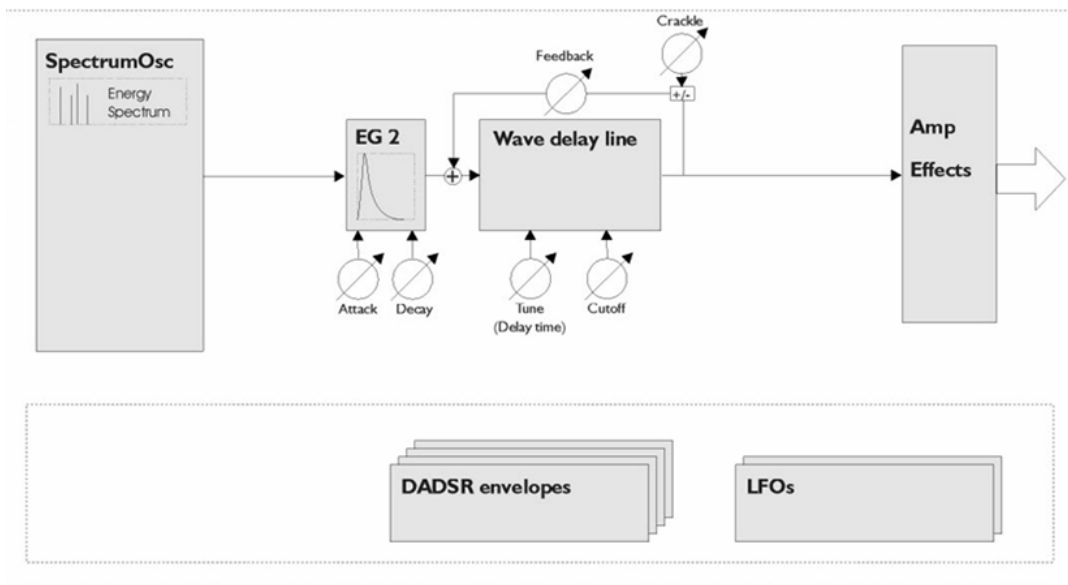 Crackle
SpectrumOsc
Energy
Spectrum
Feedback
+/-
EG 2
Wave delay line
Amp
Effects
+
Attack
Decay
Tune
(Delay time)
Cutoff
DADSR envelopes
LFOs